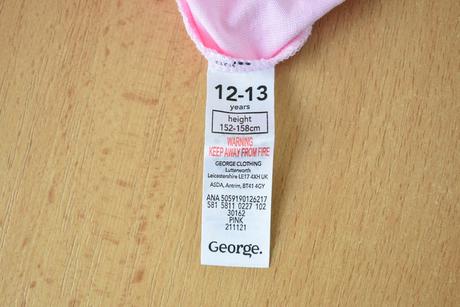 12-13
years
height
152-158cm
WARNING
KEEP AWAY FROM FIRE
GEORGE CLOTHING
Lutterworth
Leicestershire LE17 4XH UK
ASDA, Antrim, BT41 4GY
ANA 5059190126217
581 5811 0227 102
30162
PINK
211121
George.